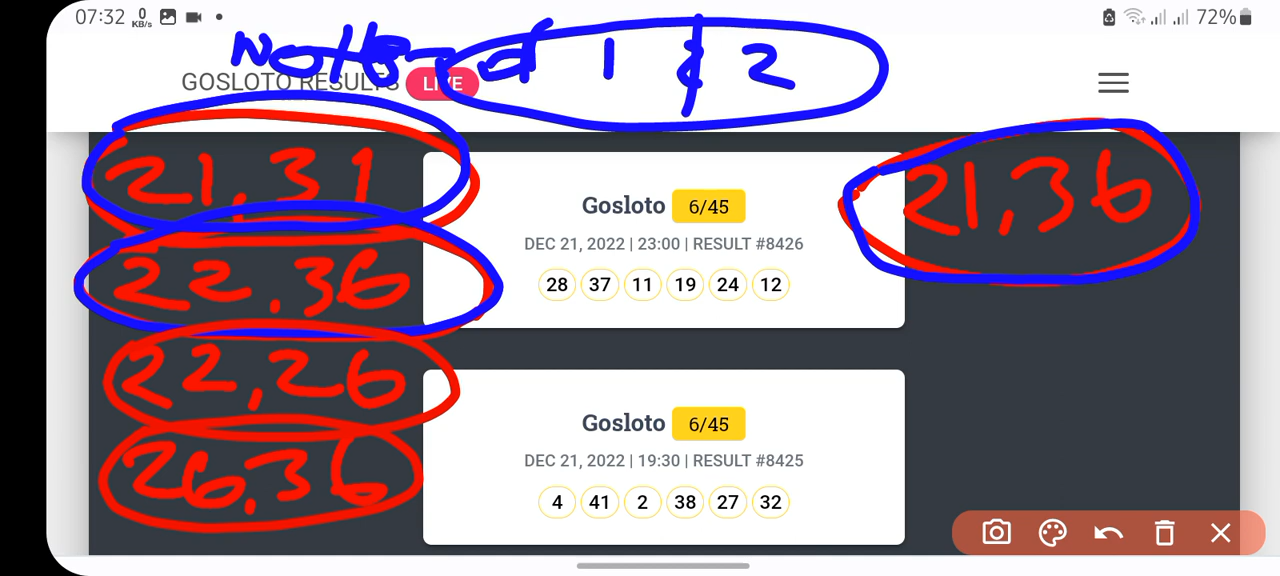 07:32 0 KB/s 72%
1 & 2
GOSLOTO RESULTS LIVE
21,31
21,36
Gosloto 6/45
DEC 21, 2022 | 23:00 | RESULT #8426
22,36
28 37 11 19 24 12
22,26
Gosloto 6/45
DEC 21, 2022 | 19:30 | RESULT #8425
26,36
4 41 2 38 27 32